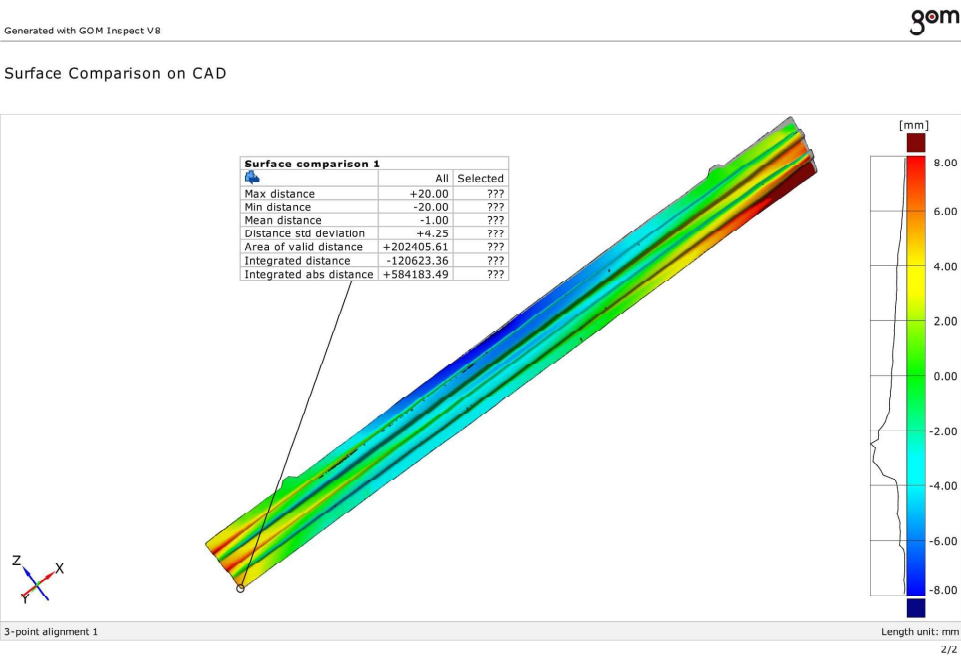 gom
Generated with GOM Inspect V8
Surface Comparison on CAD
Surface comparison 1
All Selected
Max distance +20.00 ???
Min distance -20.00 ???
Mean distance -1.00 ???
Distance std deviation +4.25 ???
Area of valid distance +202405.61 ???
Integrated distance -120623.36 ???
Integrated abs distance +584183.49 ???
[mm]
8.00
6.00
4.00
2.00
0.00
-2.00
-4.00
-6.00
-8.00
Z
X
Y
3-point alignment 1 Length unit: mm
2/2